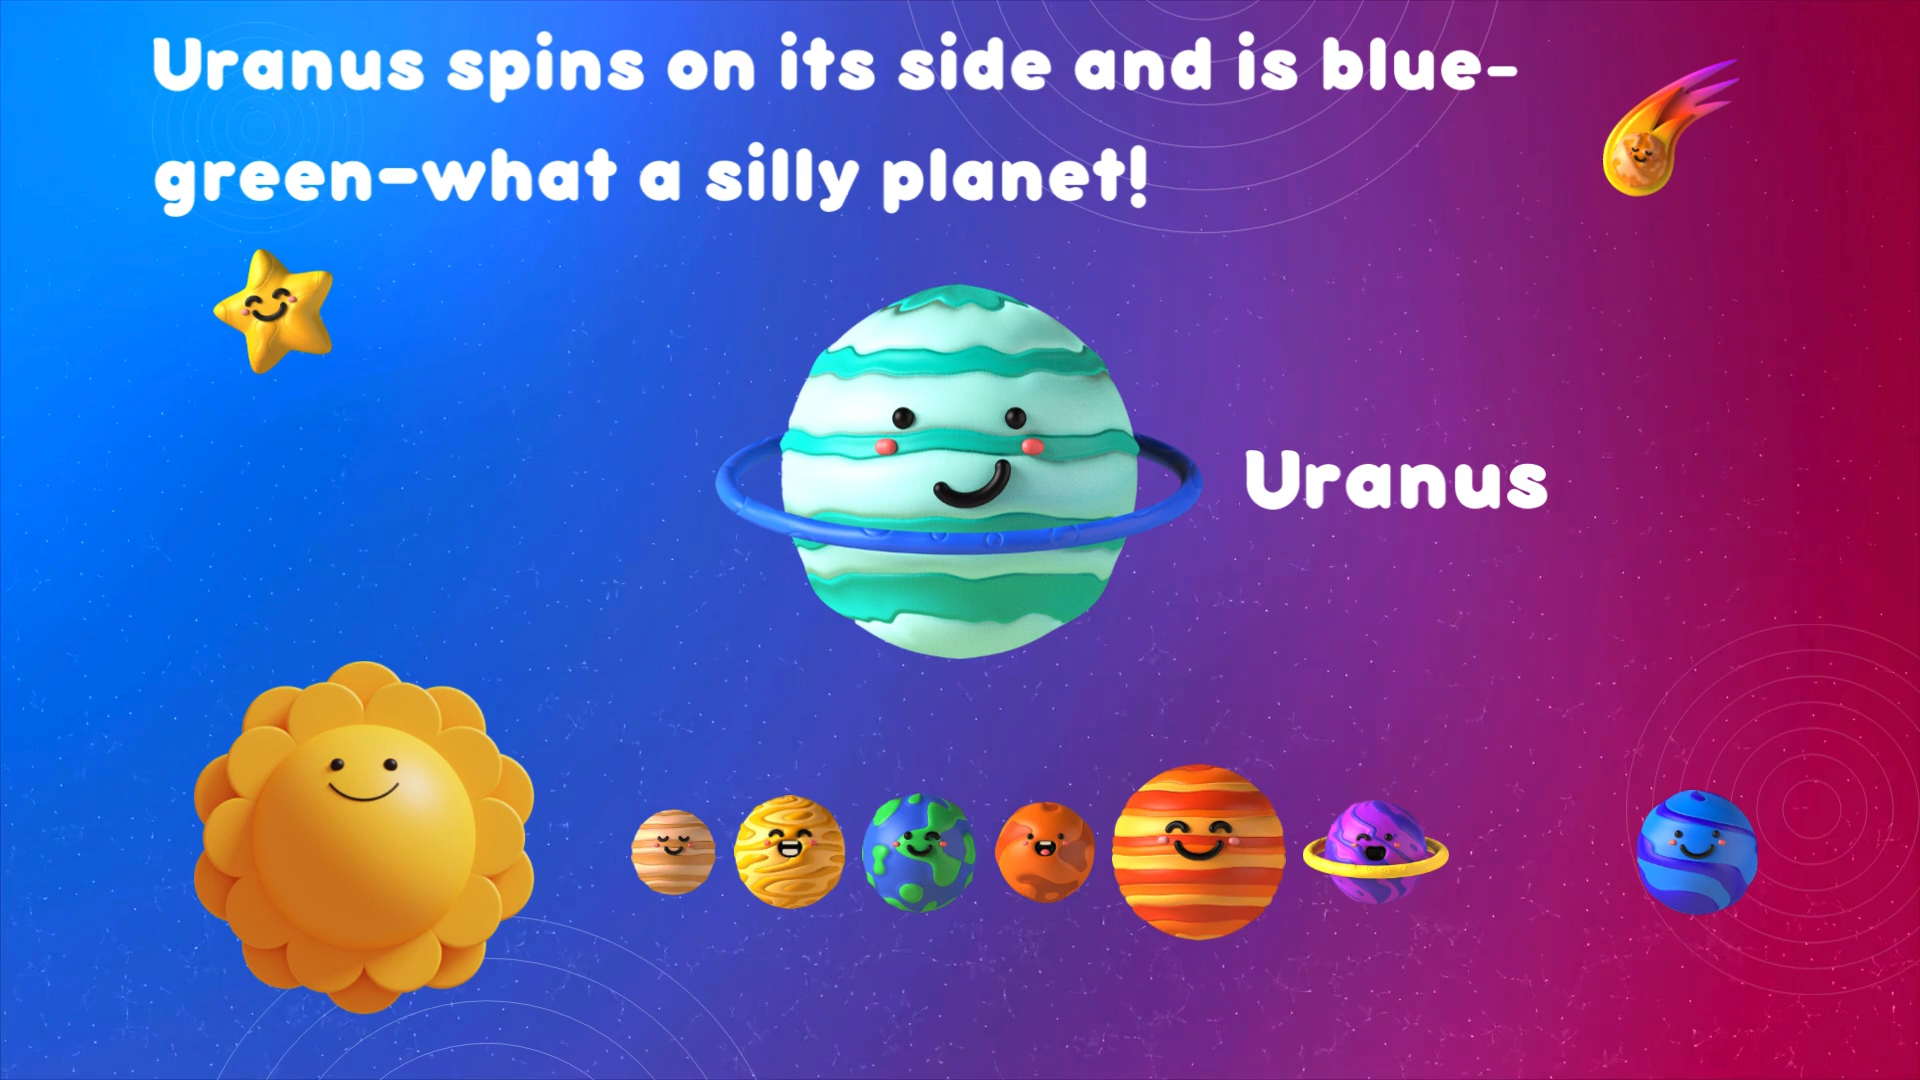 Uranus spins on its side and is blue-
green—what a silly planet!
Uranus